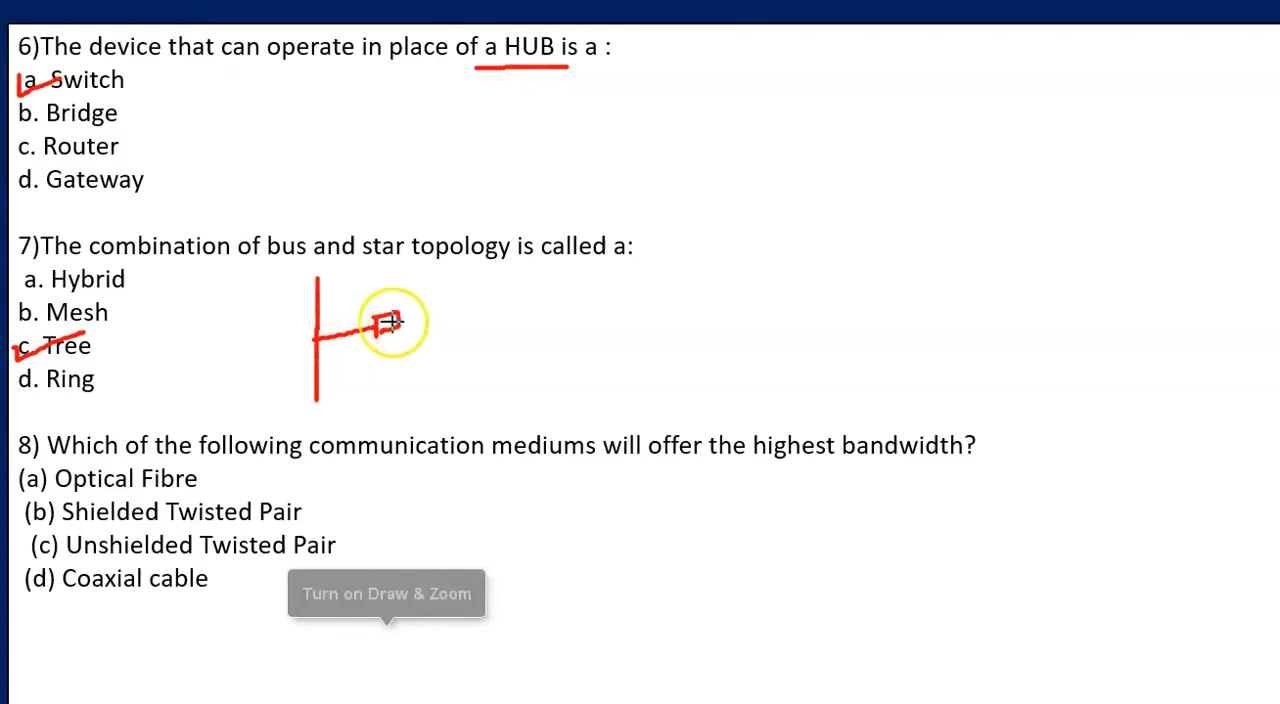 6)The device that can operate in place of a HUB is a :
a. Switch
b. Bridge
c. Router
d. Gateway
7)The combination of bus and star topology is called a:
a. Hybrid
b. Mesh
c. Tree
d. Ring
8) Which of the following communication mediums will offer the highest bandwidth?
(a) Optical Fibre
(b) Shielded Twisted Pair
(c) Unshielded Twisted Pair
(d) Coaxial cable
Turn on Draw & Zoom